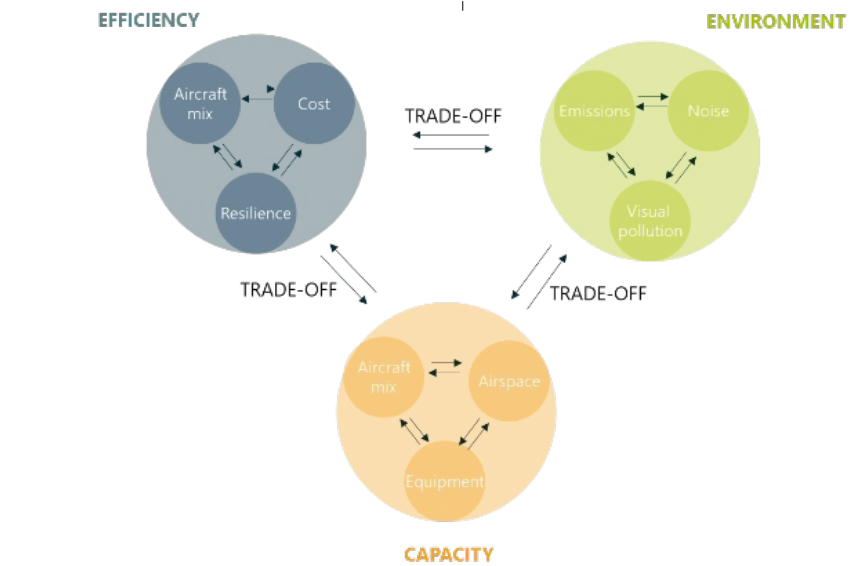 EFFICIENCY
ENVIRONMENT
Aircraft
mix
Cost
Resilience
TRADE-OFF
Emissions
Noise
Visual
pollution
TRADE-OFF
TRADE-OFF
Aircraft
mix
Airspace
Equipment
CAPACITY